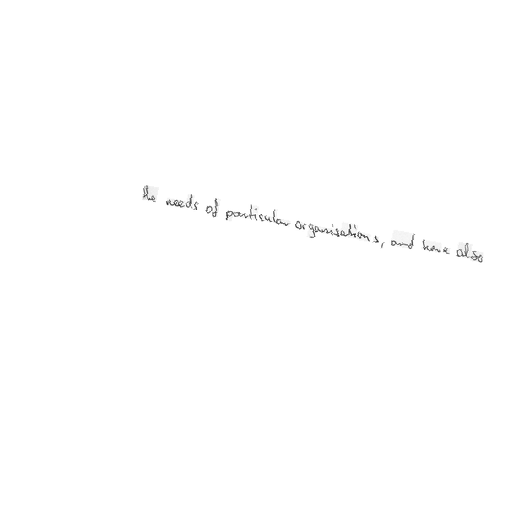 the needs of particular organisations, and have also